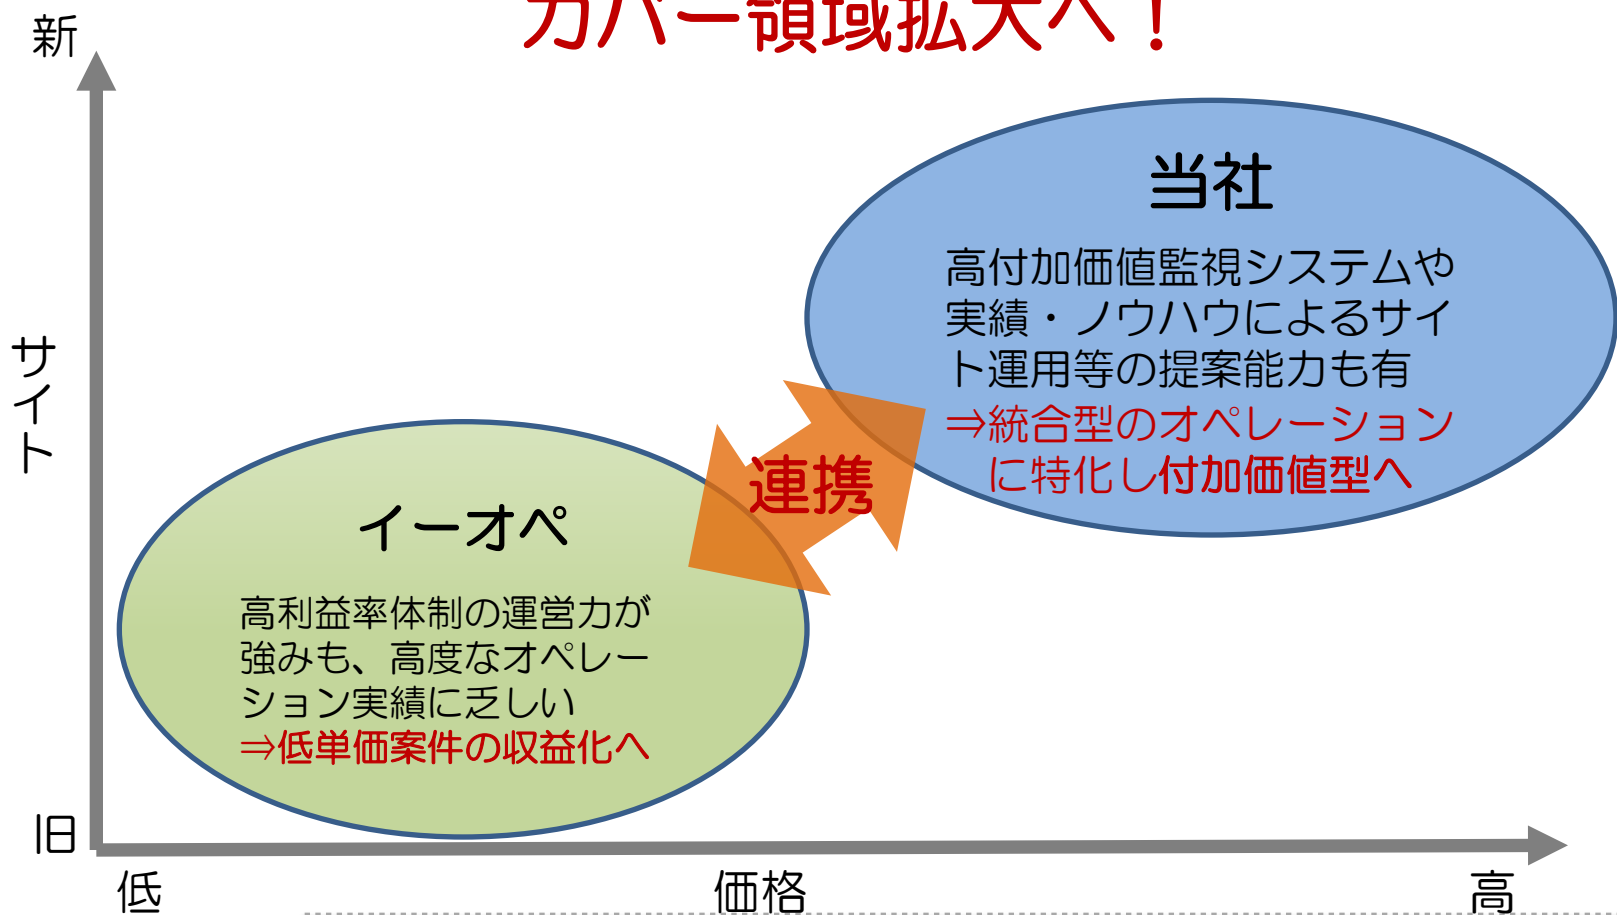 カバー領域拡大へ！
新
当社
高付加価値監視システムや
実績・ノウハウによるサイ
ト運用等の提案能力も有
⇒統合型のオペレーション
に特化し付加価値型へ
サイト
連携
イーオペ
高利益率体制の運営力が
強みも、高度なオペレー
ション実績に乏しい
⇒低単価案件の収益化へ
旧
低
価格
高